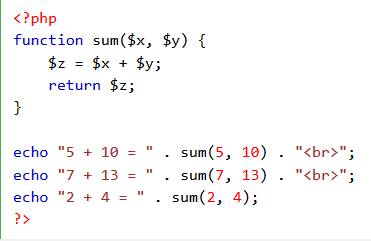 <?php
function sum($x, $y) {
    $z = $x + $y;
    return $z;
}

echo "5 + 10 = " . sum(5, 10) . "<br>";
echo "7 + 13 = " . sum(7, 13) . "<br>";
echo "2 + 4 = " . sum(2, 4);
?>